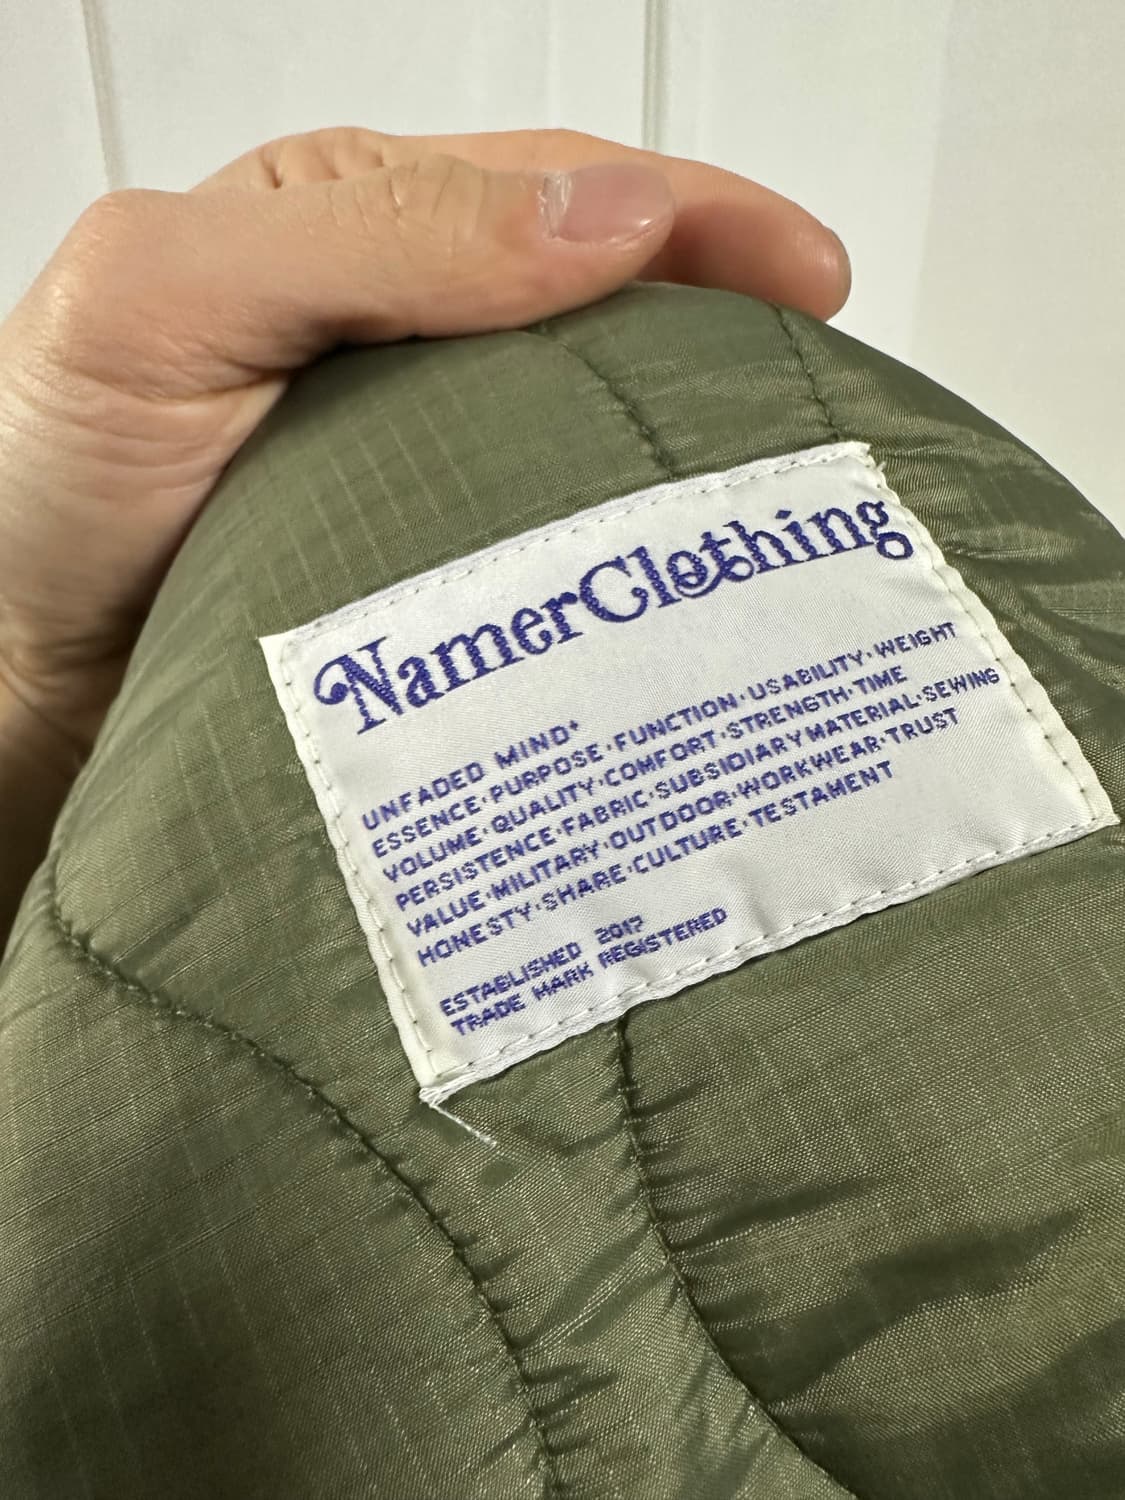 NamerClothing
UNFADED MIND+
ESSENCE·PURPOSE·FUNCTION·USABILITY·WEIGHT
VOLUME·QUALITY·COMFORT·STRENGTH·TIME
PERSISTENCE·FABRIC·SUBSIDIARY MATERIAL·SEWING
VALUE·MILITARY·OUTDOOR·WORKWEAR·TRUST
HONESTY·SHARE·CULTURE·TESTAMENT
ESTABLISHED 2017
TRADE MARK REGISTERED